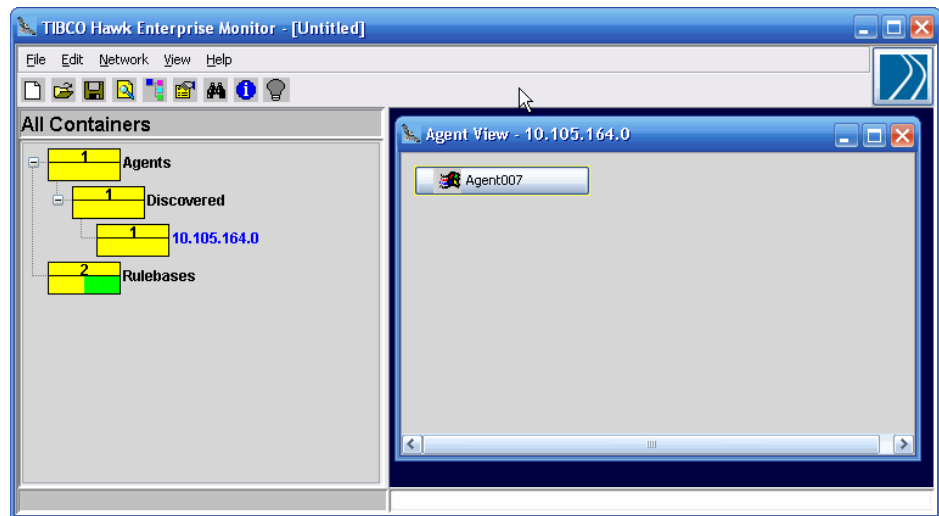 TIBCO Hawk Enterprise Monitor - [Untitled]
File Edit Network View Help
All Containers
1 Agents
1 Discovered
1 10.105.164.0
2 Rulebases
Agent View - 10.105.164.0
Agent007